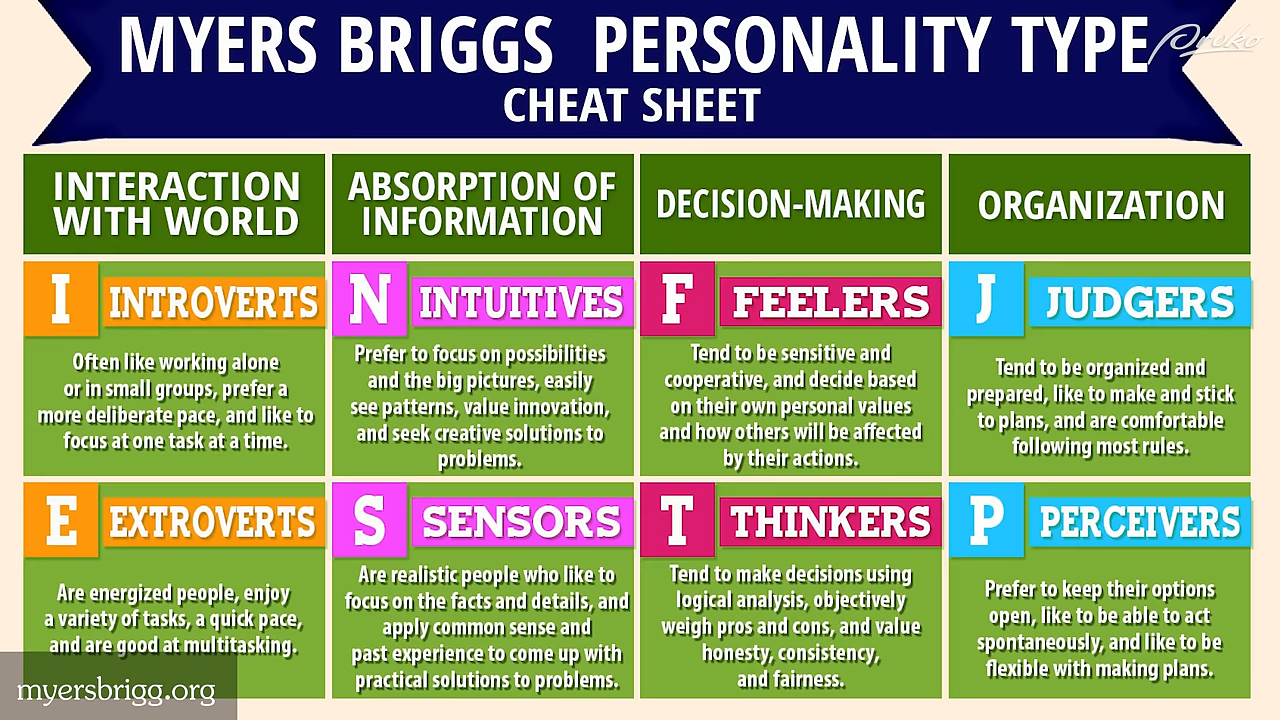 MYERS BRIGGS PERSONALITY TYPE
Preko
CHEAT SHEET
INTERACTION
WITH WORLD
ABSORPTION OF
INFORMATION
DECISION-MAKING
ORGANIZATION
I INTROVERTS
Often like working alone
or in small groups, prefer a
more deliberate pace, and like to
focus at one task at a time.
N INTUITIVES
Prefer to focus on possibilities
and the big pictures, easily
see patterns, value innovation,
and seek creative solutions to
problems.
F FEELERS
Tend to be sensitive and
cooperative, and decide based
on their own personal values
and how others will be affected
by their actions.
J JUDGERS
Tend to be organized and
prepared, like to make and stick
to plans, and are comfortable
following most rules.
E EXTROVERTS
Are energized people, enjoy
a variety of tasks, a quick pace,
and are good at multitasking.
S SENSORS
Are realistic people who like to
focus on the facts and details, and
apply common sense and
past experience to come up with
practical solutions to problems.
T THINKERS
Tend to make decisions using
logical analysis, objectively
weigh pros and cons, and value
honesty, consistency,
and fairness.
P PERCEIVERS
Prefer to keep their options
open, like to be able to act
spontaneously, and like to be
flexible with making plans.
myersbrigg.org